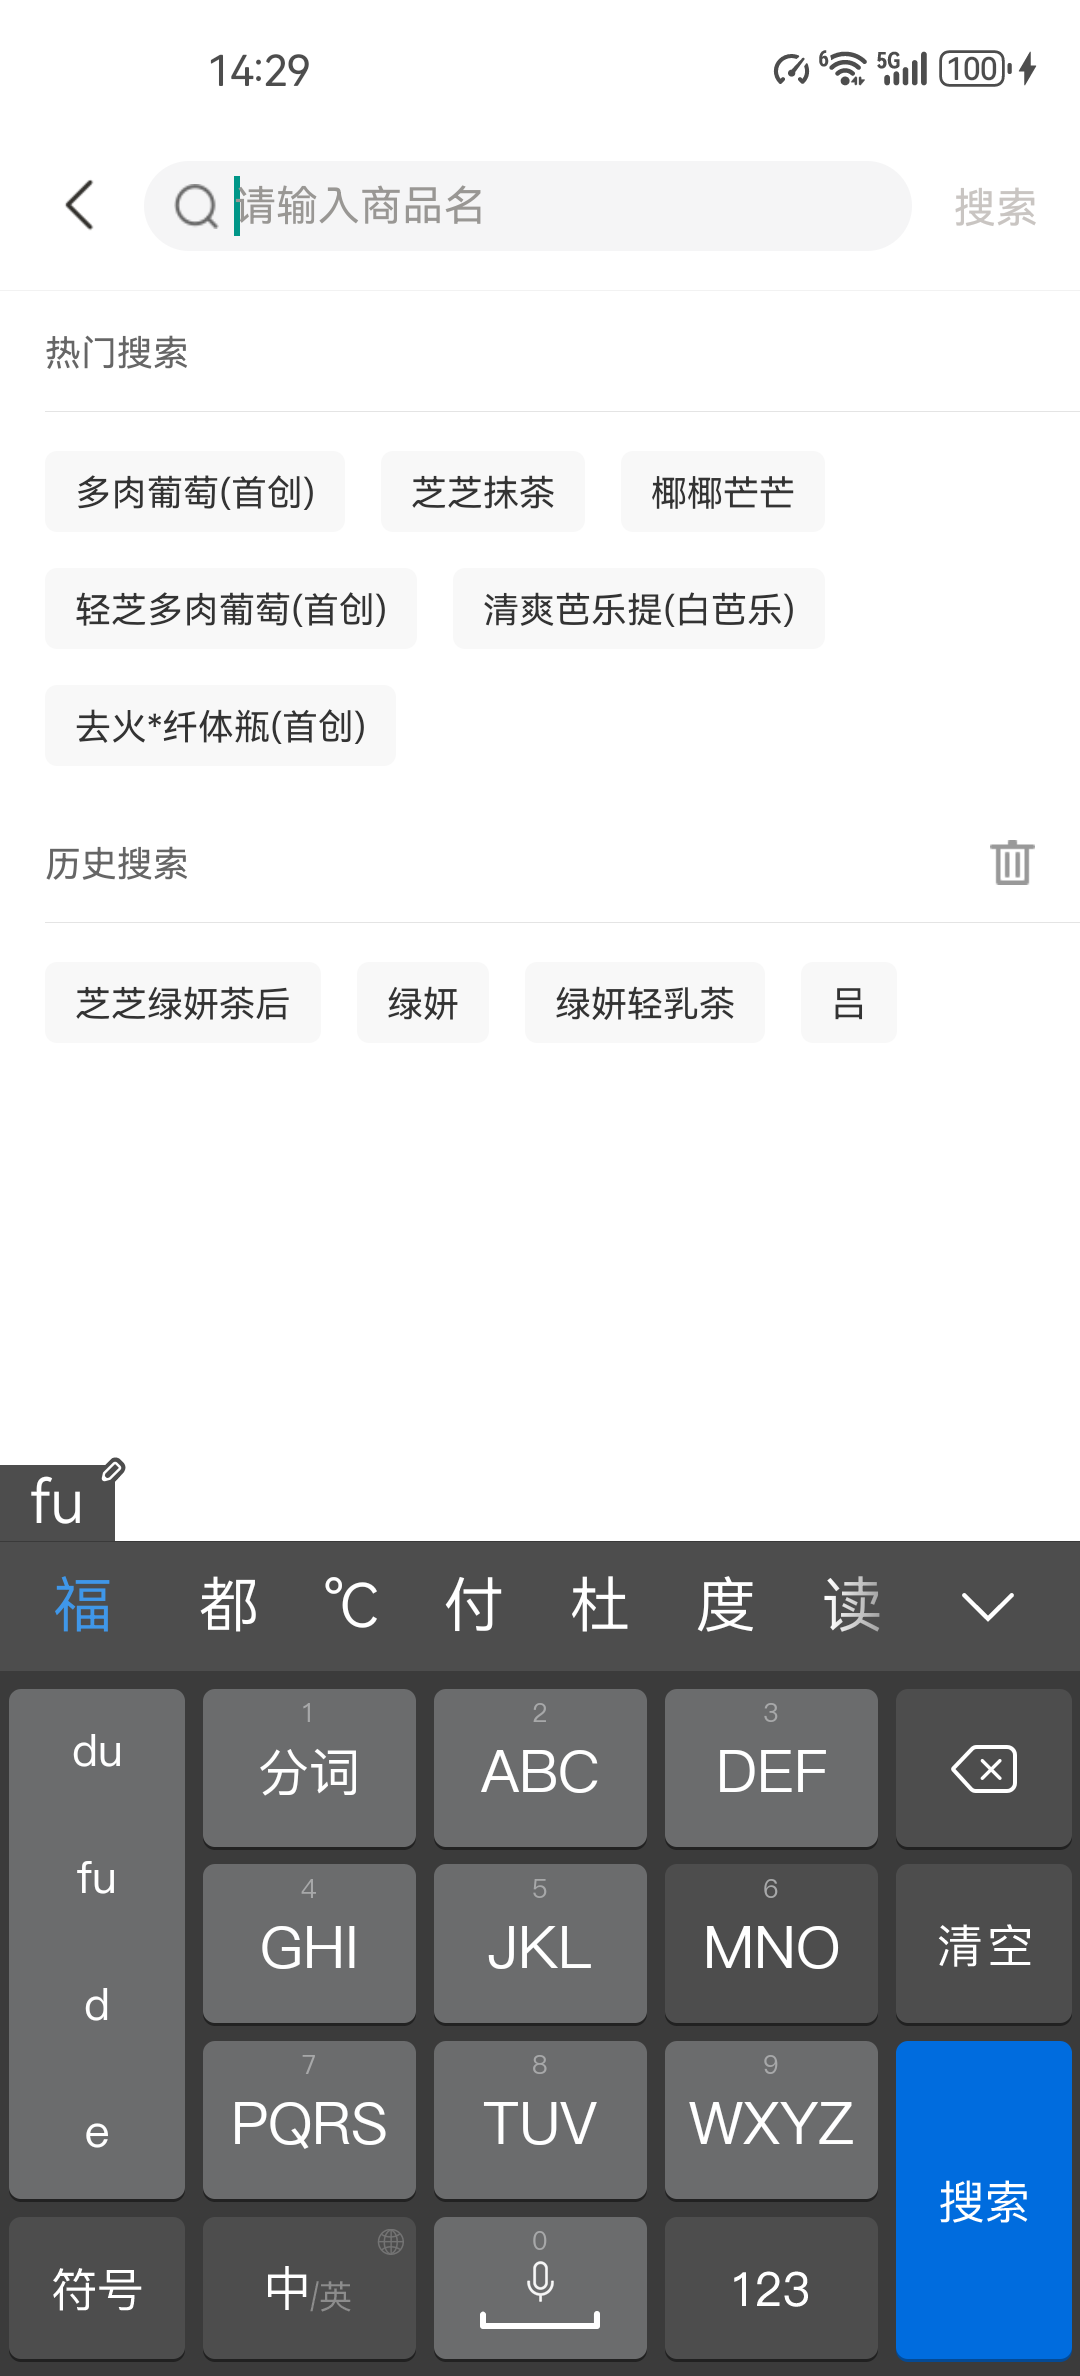 14:29 6 5G 100
请输入商品名 搜索
热门搜索
多肉葡萄(首创) 芝芝抹茶 椰椰芒芒
轻芝多肉葡萄(首创) 清爽芭乐提(白芭乐)
去火*纤体瓶(首创)
历史搜索
芝芝绿妍茶后 绿妍 绿妍轻乳茶 吕
fu
福 都 ℃ 付 杜 度 读
du
fu
d
e
1 分词 2 ABC 3 DEF
4 GHI 5 JKL 6 MNO 清空
7 PQRS 8 TUV 9 WXYZ 搜索
符号 中/英 0 123